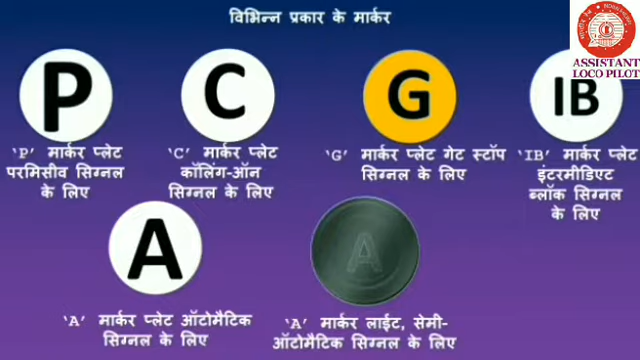 विभिन्न प्रकार के मार्कर
ASSISTANT
LOCO PILOT
P
C
G
IB
‘P’ मार्कर प्लेट
परमिसीव सिग्नल
के लिए
‘C’ मार्कर प्लेट
कॉलिंग-ऑन
सिग्नल के लिए
‘G’ मार्कर प्लेट गेट स्टॉप
सिग्नल के लिए
‘IB’ मार्कर प्लेट
इंटरमीडिएट
ब्लॉक सिग्नल
के लिए
A
A
‘A’ मार्कर प्लेट ऑटोमैटिक
सिग्नल के लिए
‘A’ मार्कर लाईट, सेमी-
ऑटोमैटिक सिग्नल के लिए